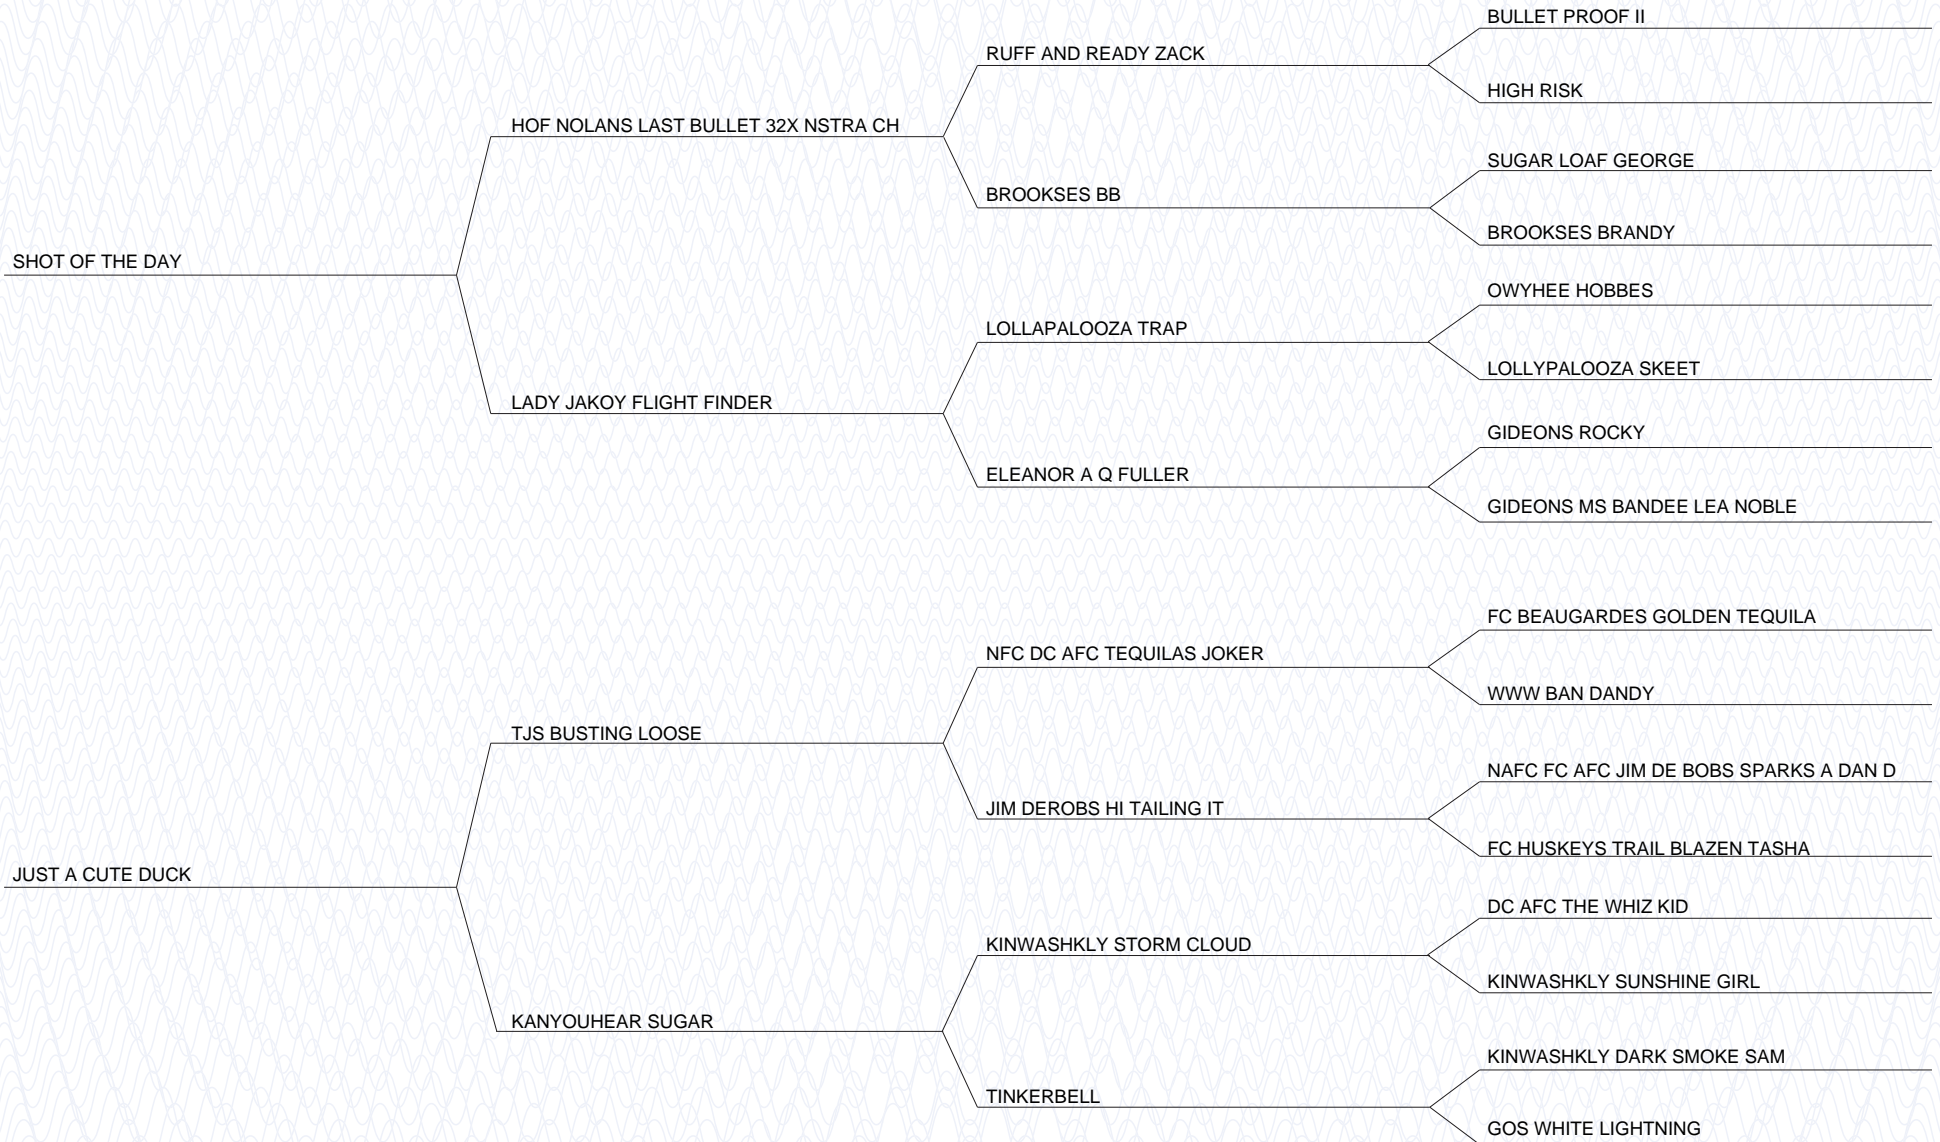 BULLET PROOF II
RUFF AND READY ZACK
HIGH RISK
HOF NOLANS LAST BULLET 32X NSTRA CH
SUGAR LOAF GEORGE
BROOKSES BB
BROOKSES BRANDY
SHOT OF THE DAY
OWYHEE HOBBES
LOLLAPALOOZA TRAP
LOLLYPALOOZA SKEET
LADY JAKOY FLIGHT FINDER
GIDEONS ROCKY
ELEANOR A Q FULLER
GIDEONS MS BANDEE LEA NOBLE
FC BEAUGARDES GOLDEN TEQUILA
NFC DC AFC TEQUILAS JOKER
WWW BAN DANDY
TJS BUSTING LOOSE
NAFC FC AFC JIM DE BOBS SPARKS A DAN D
JIM DEROBS HI TAILING IT
FC HUSKEYS TRAIL BLAZEN TASHA
JUST A CUTE DUCK
DC AFC THE WHIZ KID
KINWASHKLY STORM CLOUD
KINWASHKLY SUNSHINE GIRL
KANYOUHEAR SUGAR
KINWASHKLY DARK SMOKE SAM
TINKERBELL
GOS WHITE LIGHTNING